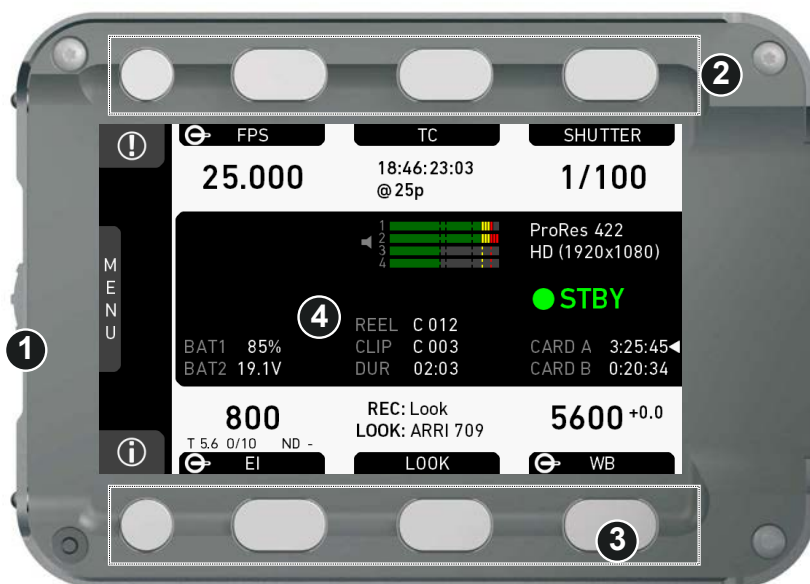 2
FPS TC SHUTTER
25.000 18:46:23:03 1/100
@25p
MENU
1 ProRes 422
2 HD (1920x1080)
3
4
STBY
4
1
REEL C 012
BAT1 85% CLIP C 003 CARD A 3:25:45
BAT2 19.1V DUR 02:03 CARD B 0:20:34
800 REC: Look 5600 +0.0
T 5.6 0/10 ND - LOOK: ARRI 709
EI LOOK WB
3